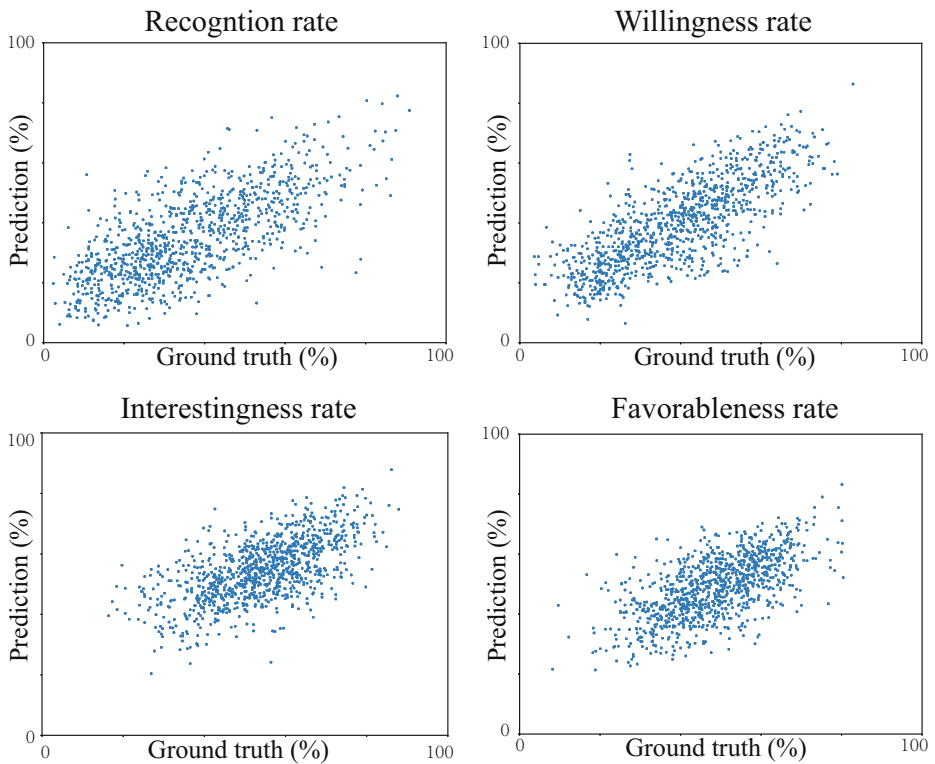 Recogntion rate
100
Prediction (%)
0
0
Ground truth (%)
100
Willingness rate
100
Prediction (%)
0
0
Ground truth (%)
100
Interestingness rate
100
Prediction (%)
0
0
Ground truth (%)
100
Favorableness rate
100
Prediction (%)
0
0
Ground truth (%)
100